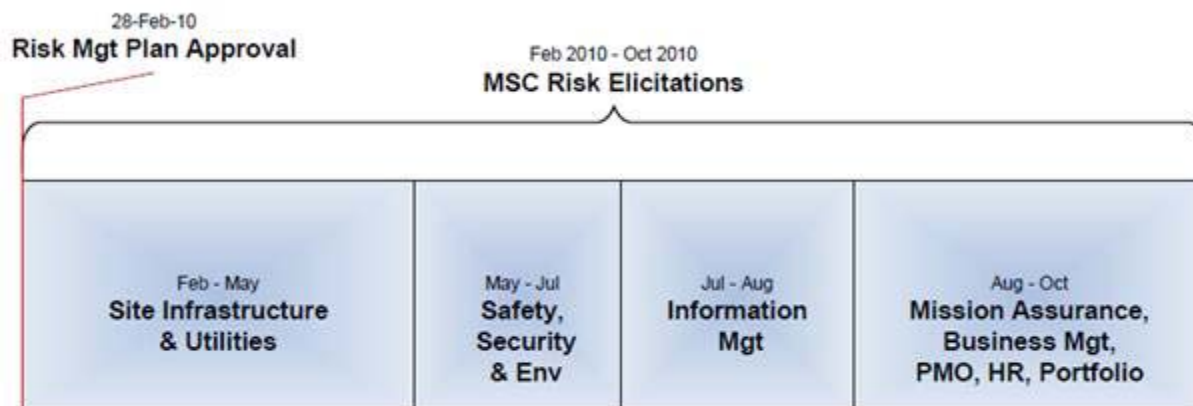 28-Feb-10
Risk Mgt Plan Approval
Feb 2010 - Oct 2010
MSC Risk Elicitations
Feb - May
Site Infrastructure
& Utilities
May - Jul
Safety,
Security
& Env
Jul - Aug
Information
Mgt
Aug - Oct
Mission Assurance,
Business Mgt,
PMO, HR, Portfolio